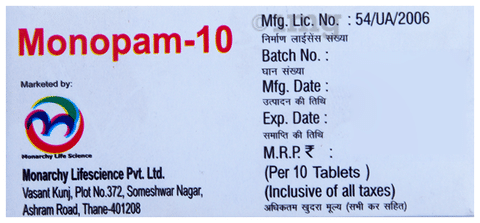 Monopam-10
Marketed by:
Monarchy Life Science
Monarchy Lifescience Pvt. Ltd.
Vasant Kunj, Plot No.372, Someshwar Nagar,
Ashram Road, Thane-401208
Mfg. Lic. No. : 54/UA/2006
निर्माण लाईसेंस संख्या
Batch No. :
घान संख्या
Mfg. Date :
उत्पादन की तिथि
Exp. Date :
समाप्ति की तिथि
M.R.P. ₹ :
(Per 10 Tablets )
(Inclusive of all taxes)
अधिकतम खुदरा मूल्य (सभी कर सहित)